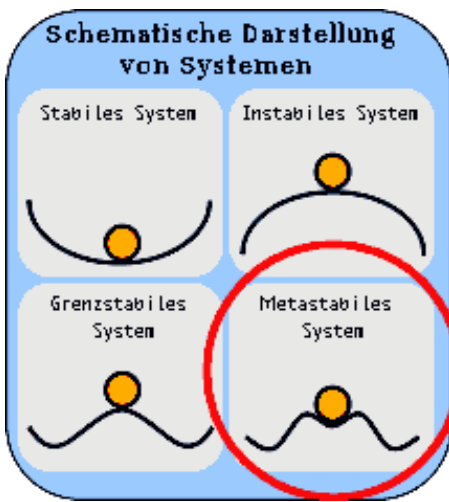 Schematische Darstellung
von Systemen
Stabiles System
Instabiles System
Grenzstabiles
System
Metastabiles
System